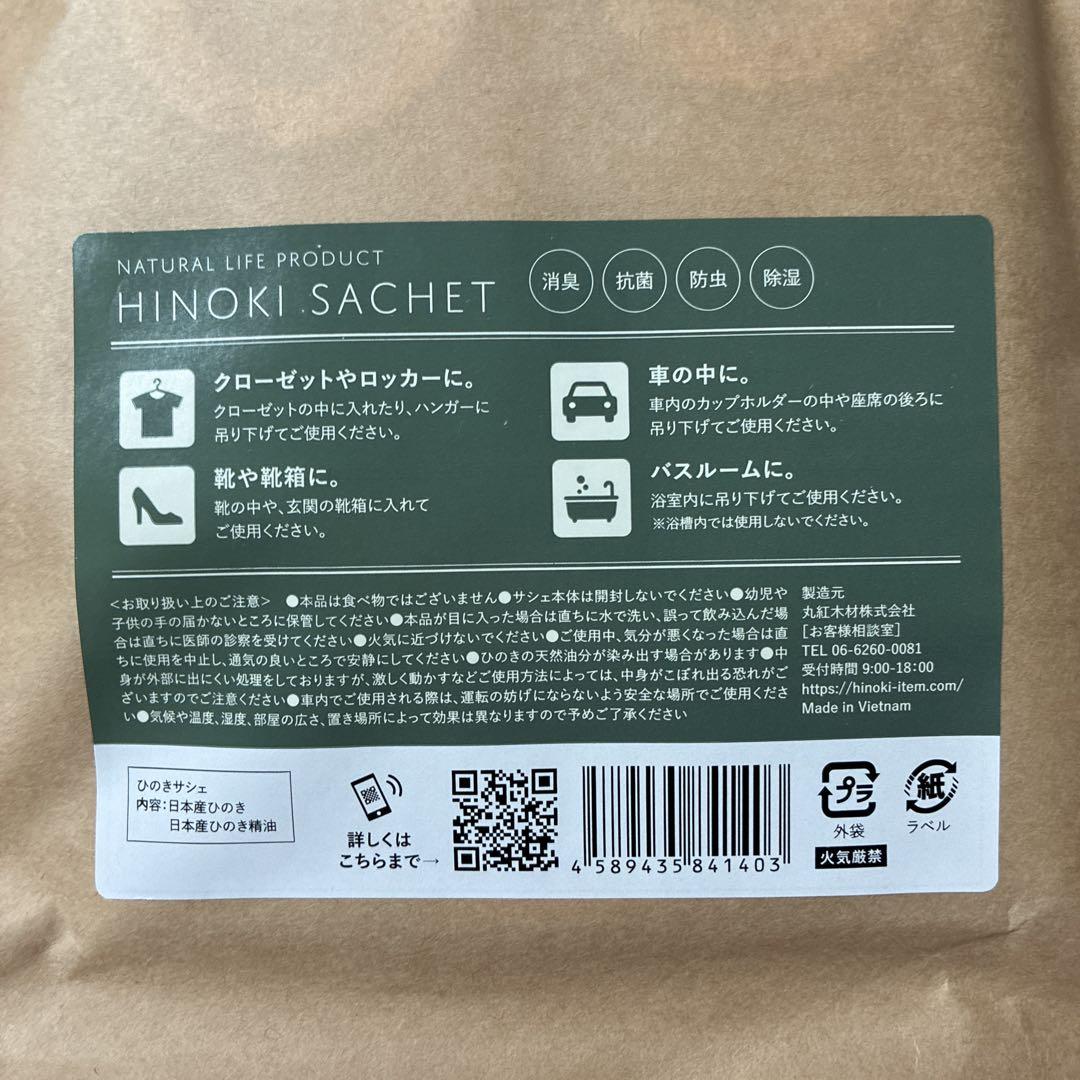 NATURAL LIFE PRODUCT
HINOKI SACHET
消臭
抗菌
防虫
除湿
クローゼットやロッカーに。
クローゼットの中に入れたり、ハンガーに
吊り下げてご使用ください。
車の中に。
車内のカップホルダーの中や座席の後ろに
吊り下げてご使用ください。
靴や靴箱に。
靴の中や、玄関の靴箱に入れて
ご使用ください。
バスルームに。
浴室内に吊り下げてご使用ください。
※浴槽内では使用しないでください。
<お取り扱い上のご注意> ●本品は食べ物ではございません●サシェ本体は開封しないでください●幼児や
子供の手の届かないところに保管してください●本品が目に入った場合は直ちに水で洗い、誤って飲み込んだ場
合は直ちに医師の診察を受けてください●火気に近づけないでください●ご使用中、気分が悪くなった場合は直
ちに使用を中止し、通気の良いところで安静にしてください●ひのきの天然油分が染み出す場合があります●中
身が外部に出にくい処理をしておりますが、激しく動かすなどご使用方法によっては、中身がこぼれ出る恐れがご
ざいますのでご注意ください●車内でご使用される際は、運転の妨げにならないよう安全な場所でご使用くださ
い●気候や温度、湿度、部屋の広さ、置き場所によって効果は異なりますので予めご了承ください
製造元
丸紅木材株式会社
[お客様相談室]
TEL 06-6260-0081
受付時間 9:00-18:00
https://hinoki-item.com/
Made in Vietnam
ひのきサシェ
内容:日本産ひのき
日本産ひのき精油
詳しくは
こちらまで→
4 589435 841403
プラ
外袋
紙
ラベル
火気厳禁